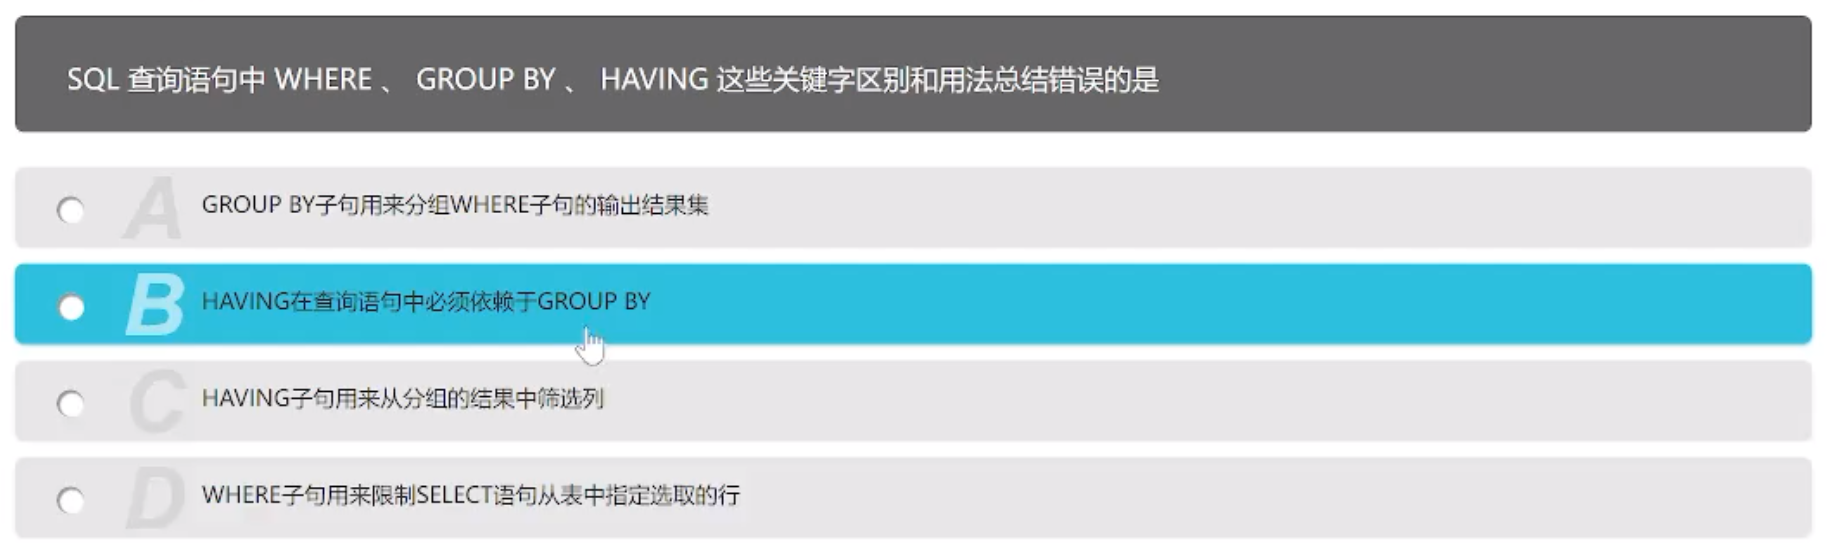 SQL 查询语句中 WHERE 、 GROUP BY 、 HAVING 这些关键字区别和用法总结错误的是
A GROUP BY子句用来分组WHERE子句的输出结果集
B HAVING在查询语句中必须依赖于GROUP BY
C HAVING子句用来从分组的结果中筛选列
D WHERE子句用来限制SELECT语句从表中指定选取的行